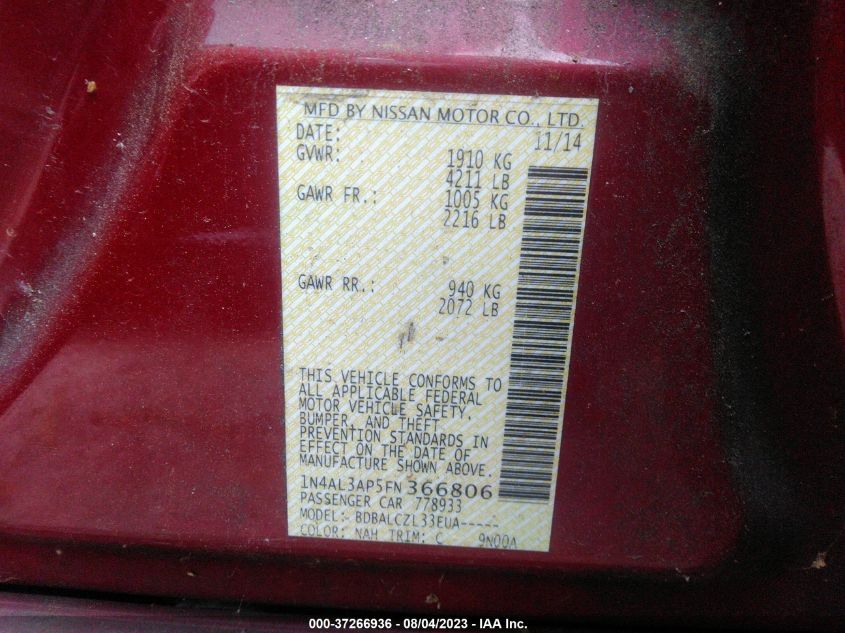 MFD BY NISSAN MOTOR CO., LTD.
DATE: 11/14
GVWR: 1910 KG
4211 LB
GAWR FR.: 1005 KG
2216 LB
GAWR RR.: 940 KG
2072 LB
THIS VEHICLE CONFORMS TO
ALL APPLICABLE FEDERAL
MOTOR VEHICLE SAFETY,
BUMPER, AND THEFT
PREVENTION STANDARDS IN
EFFECT ON THE DATE OF
MANUFACTURE SHOWN ABOVE.
1N4AL3AP5FN366806
PASSENGER CAR 778933
MODEL: BDBALCZL33EUA-----
COLOR: NAH TRIM: C 9N00A
000-37266936 - 08/04/2023 - IAA Inc.